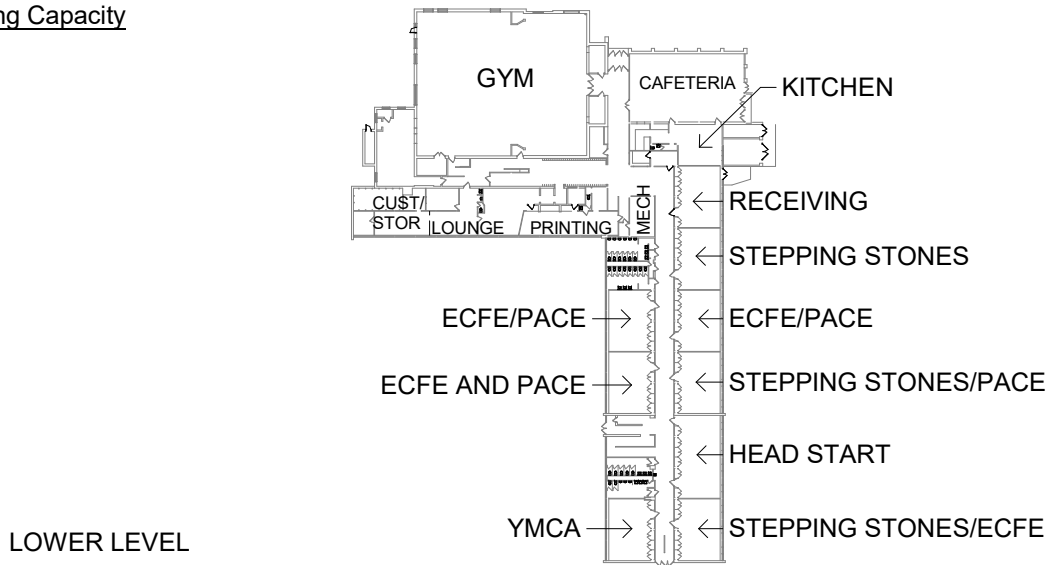 ng Capacity
GYM
CAFETERIA
KITCHEN
MECH
RECEIVING
CUST/
STOR
LOUNGE
PRINTING
STEPPING STONES
ECFE/PACE
ECFE/PACE
ECFE AND PACE
STEPPING STONES/PACE
HEAD START
YMCA
STEPPING STONES/ECFE
LOWER LEVEL